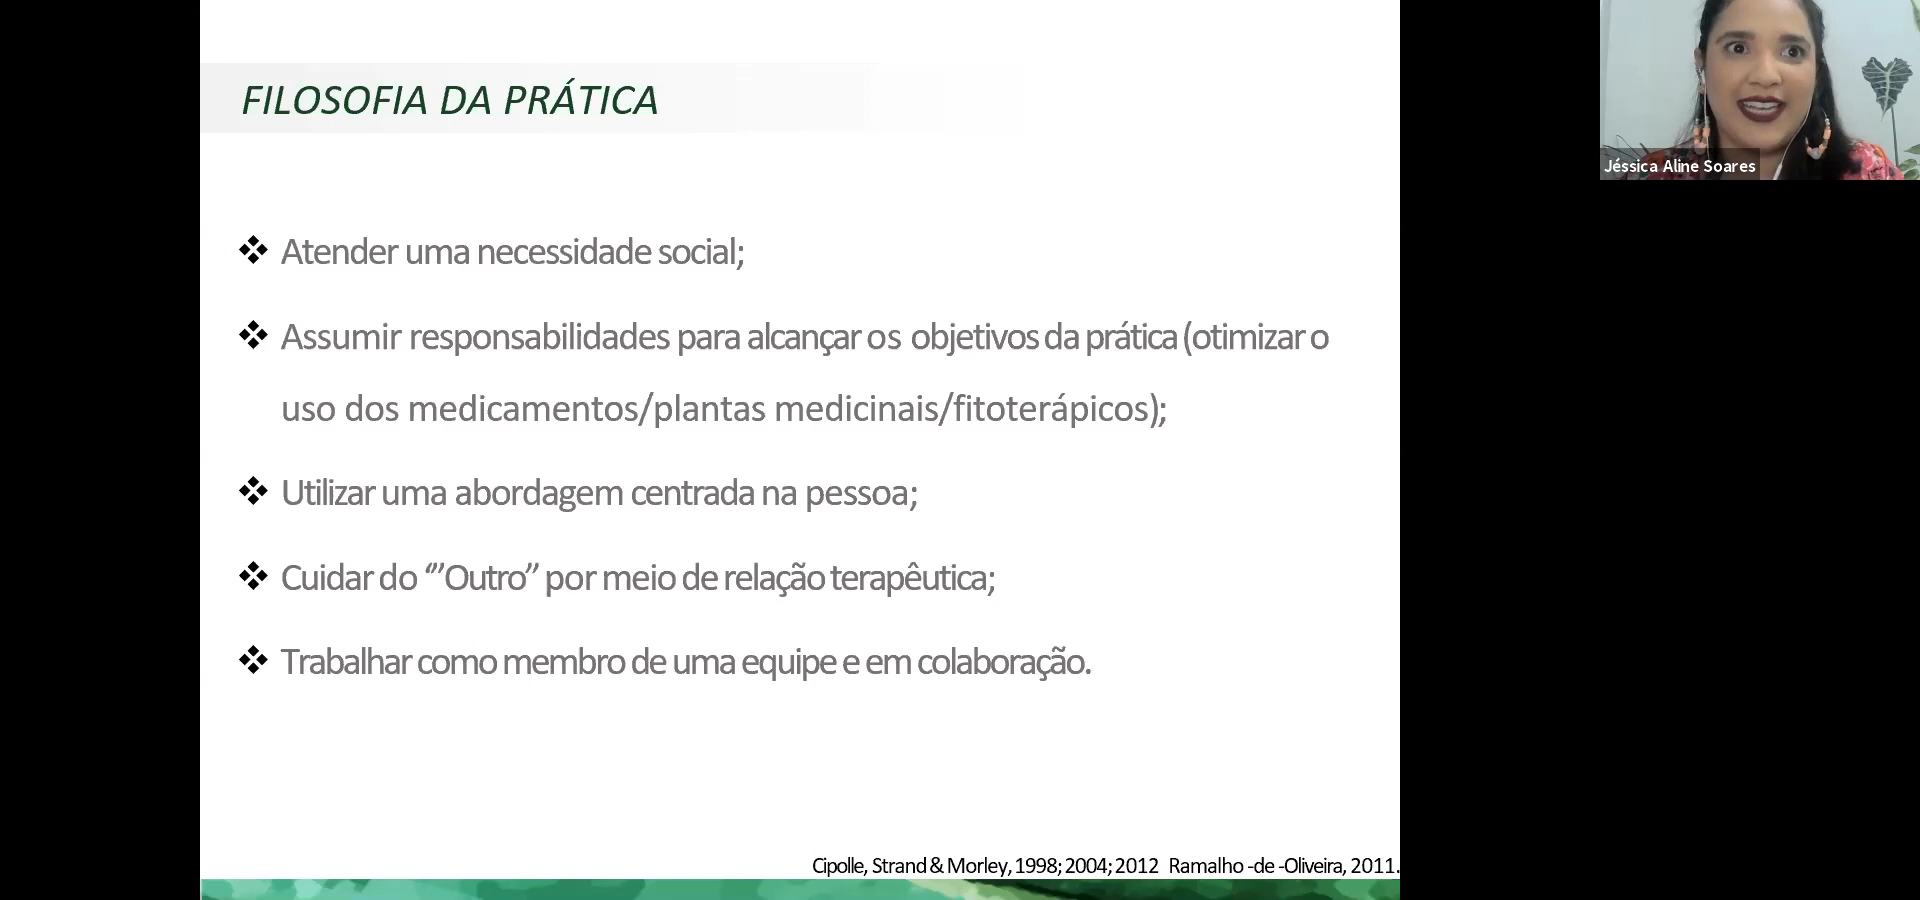 FILOSOFIA DA PRÁTICA
Jéssica Aline Soares
Atender uma necessidade social;
Assumir responsabilidades para alcançar os objetivos da prática (otimizar o
uso dos medicamentos/plantas medicinais/fitoterápicos);
Utilizar uma abordagem centrada na pessoa;
Cuidar do “”Outro” por meio de relação terapêutica;
Trabalhar como membro de uma equipe e em colaboração.
Cipolle, Strand & Morley, 1998; 2004; 2012 Ramalho -de -Oliveira, 2011.